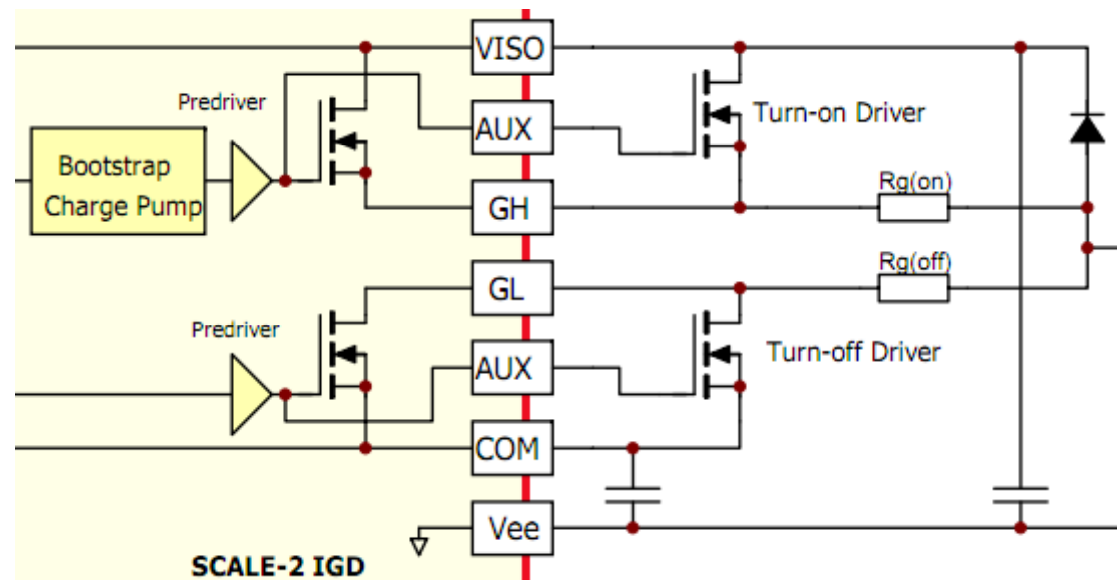 VISO
Predriver
AUX
Turn-on Driver
Bootstrap
Charge Pump
Rg(on)
GH
Rg(off)
GL
Predriver
Turn-off Driver
AUX
COM
Vee
SCALE-2 IGD